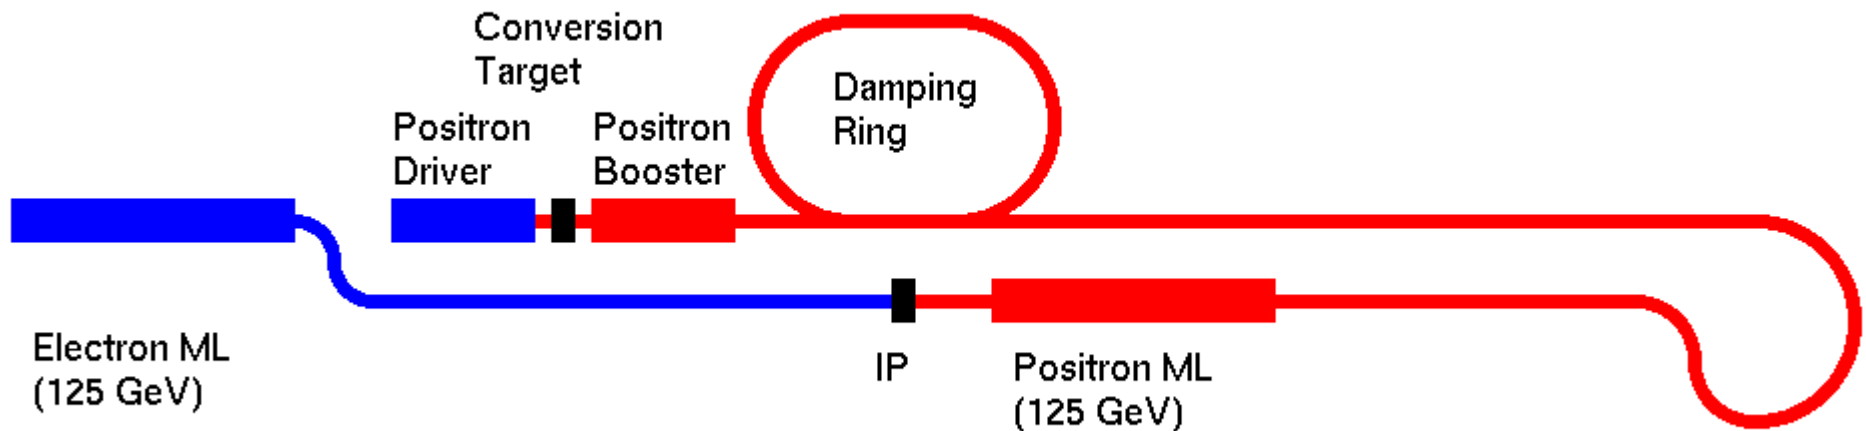 Conversion
Target
Damping
Ring
Positron
Driver
Positron
Booster
Electron ML
(125 GeV)
IP
Positron ML
(125 GeV)